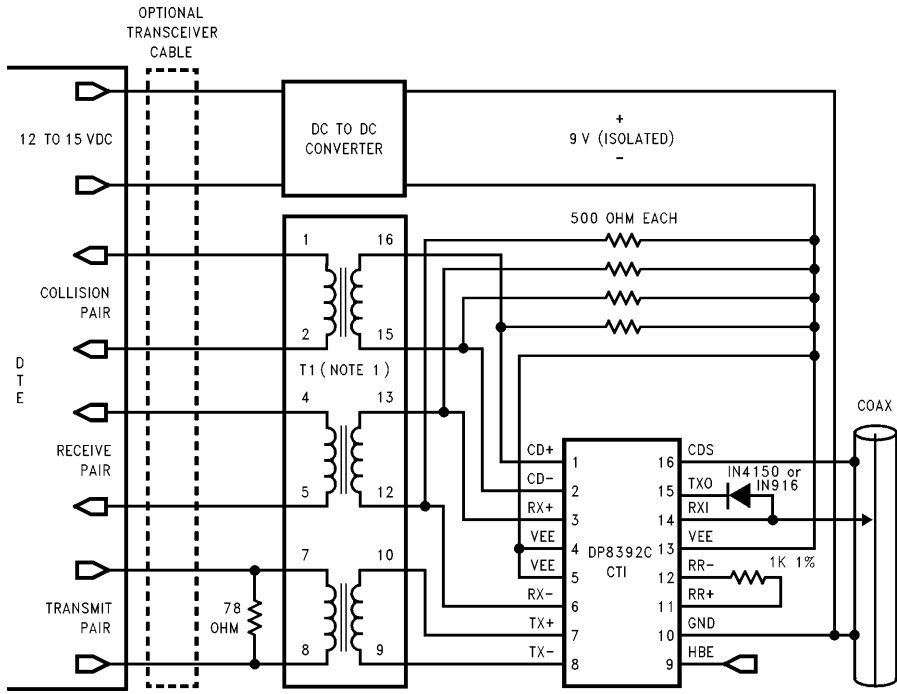 OPTIONAL
TRANSCEIVER
CABLE
12 TO 15 VDC
DC TO DC
CONVERTER
+
9 V (ISOLATED)
−
500 OHM EACH
1
16
COLLISION
PAIR
2
15
T1 (NOTE 1)
D
T
E
4
13
RECEIVE
PAIR
5
12
7
10
TRANSMIT
PAIR
78
OHM
8
9
COAX
CD+
1
16
CDS
CD-
2
15
TXO
IN4150 or
IN916
RX+
3
14
RXI
VEE
4
13
VEE
DP8392C
CTI
VEE
5
12
RR-
1K 1%
RX-
6
11
RR+
TX+
7
10
GND
TX-
8
9
HBE